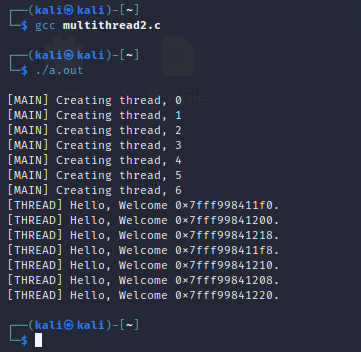 (kali㉿kali)-[~]
$ gcc multithread2.c
(kali㉿kali)-[~]
$ ./a.out
[MAIN] Creating thread, 0
[MAIN] Creating thread, 1
[MAIN] Creating thread, 2
[MAIN] Creating thread, 3
[MAIN] Creating thread, 4
[MAIN] Creating thread, 5
[MAIN] Creating thread, 6
[THREAD] Hello, Welcome 0×7fff998411f0.
[THREAD] Hello, Welcome 0×7fff99841200.
[THREAD] Hello, Welcome 0×7fff99841218.
[THREAD] Hello, Welcome 0×7fff998411f8.
[THREAD] Hello, Welcome 0×7fff99841210.
[THREAD] Hello, Welcome 0×7fff99841208.
[THREAD] Hello, Welcome 0×7fff99841220.
(kali㉿kali)-[~]
$